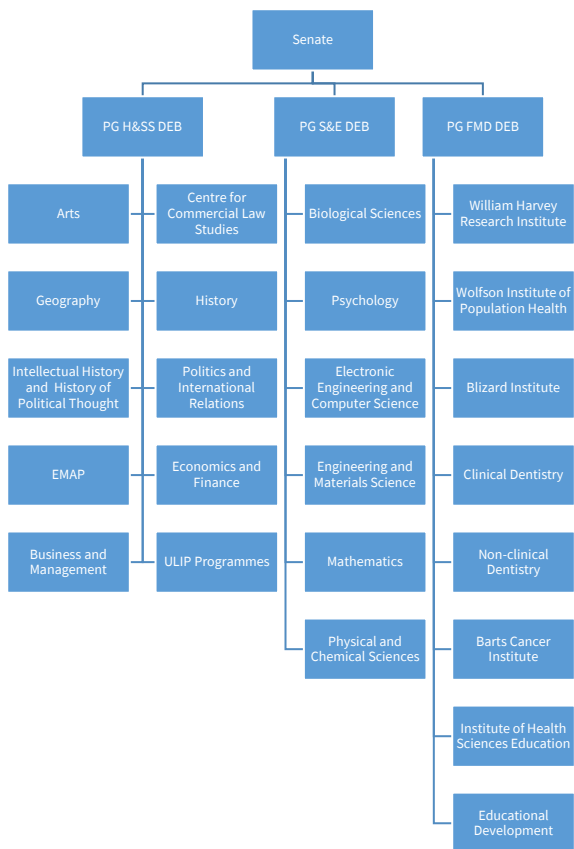 Senate
PG H&SS DEB
PG S&E DEB
PG FMD DEB
Arts
Centre for
Commercial Law
Studies
Biological Sciences
William Harvey
Research Institute
Geography
History
Psychology
Wolfson Institute of
Population Health
Intellectual History
and History of
Political Thought
Politics and
International
Relations
Electronic
Engineering and
Computer Science
Blizard Institute
EMAP
Economics and
Finance
Engineering and
Materials Science
Clinical Dentistry
Business and
Management
ULIP Programmes
Mathematics
Non-clinical
Dentistry
Physical and
Chemical Sciences
Barts Cancer
Institute
Institute of Health
Sciences Education
Educational
Development